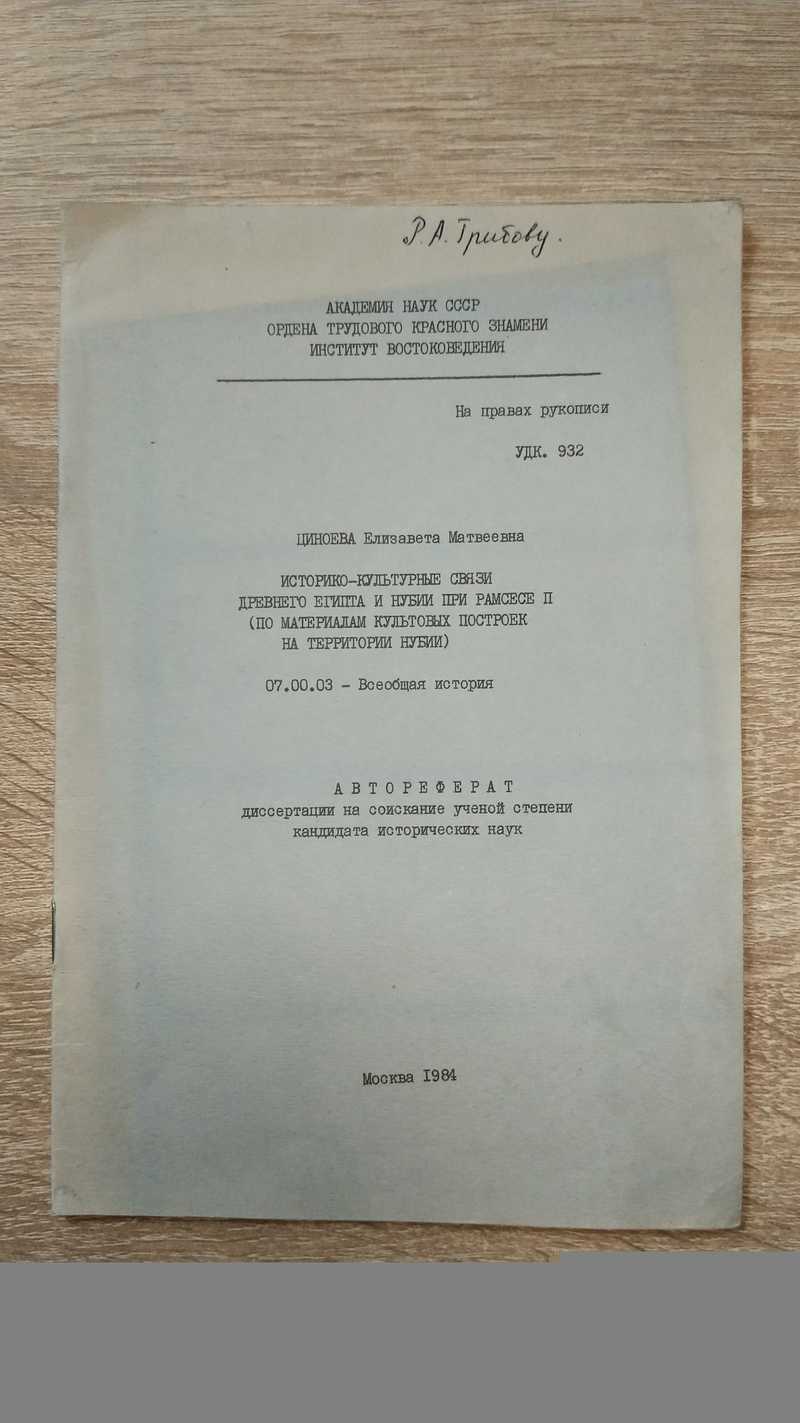 Р.А. Грибову.
АКАДЕМИЯ НАУК СССР
ОРДЕНА ТРУДОВОГО КРАСНОГО ЗНАМЕНИ
ИНСТИТУТ ВОСТОКОВЕДЕНИЯ
На правах рукописи
УДК. 932
ЦИНОЕВА Елизавета Матвеевна
ИСТОРИКО-КУЛЬТУРНЫЕ СВЯЗИ
ДРЕВНЕГО ЕГИПТА И НУБИИ ПРИ РАМСЕСЕ П
(ПО МАТЕРИАЛАМ КУЛЬТОВЫХ ПОСТРОЕК
НА ТЕРРИТОРИИ НУБИИ)
07.00.03 - Всеобщая история
АВТОРЕФЕРАТ
диссертации на соискание ученой степени
кандидата исторических наук
Москва 1984